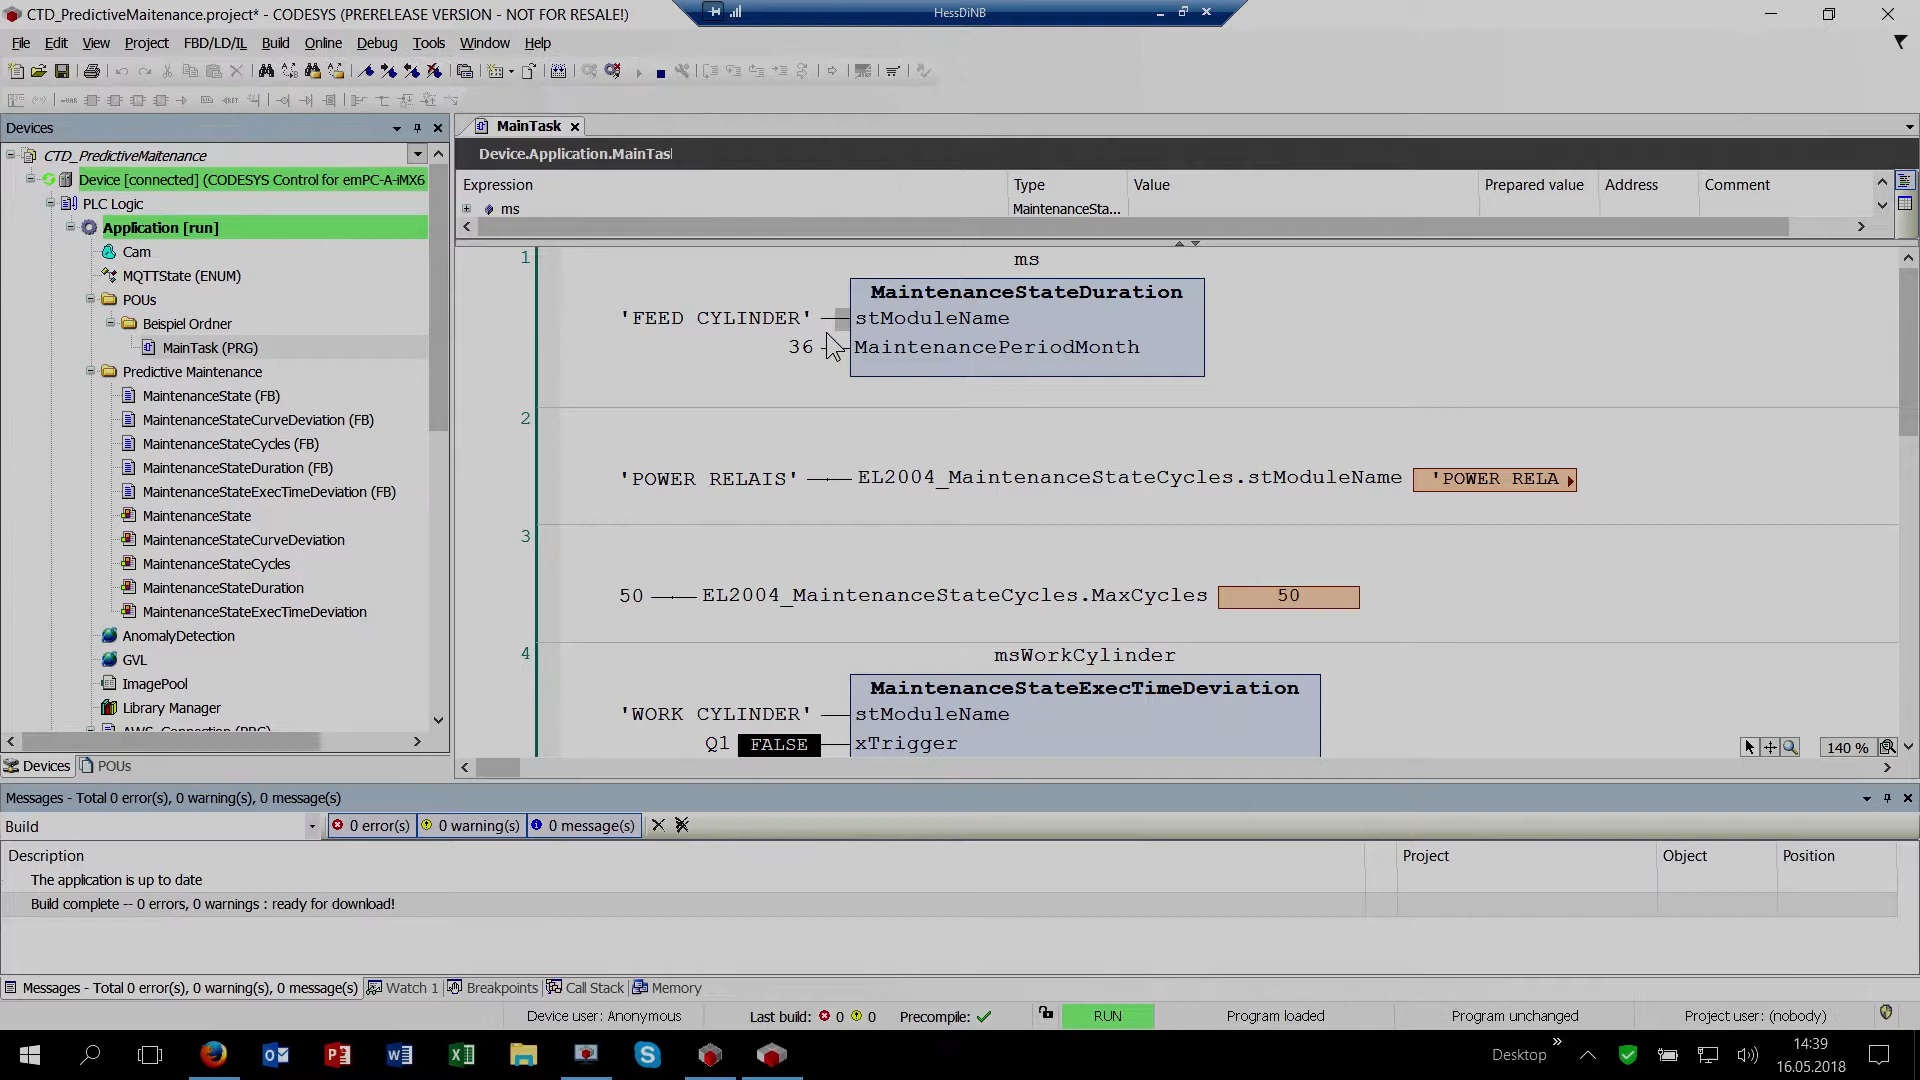 CTD_PredictiveMaitenance.project* - CODESYS (PRERELEASE VERSION - NOT FOR RESALE!)
HessDiNB
File Edit View Project FBD/LD/IL Build Online Debug Tools Window Help
Devices
CTD_PredictiveMaitenance
Device [connected] (CODESYS Control for emPC-A-iMX6
PLC Logic
Application [run]
Cam
MQTTState (ENUM)
POUs
Beispiel Ordner
MainTask (PRG)
Predictive Maintenance
MaintenanceState (FB)
MaintenanceStateCurveDeviation (FB)
MaintenanceStateCycles (FB)
MaintenanceStateDuration (FB)
MaintenanceStateExecTimeDeviation (FB)
MaintenanceState
MaintenanceStateCurveDeviation
MaintenanceStateCycles
MaintenanceStateDuration
MaintenanceStateExecTimeDeviation
AnomalyDetection
GVL
ImagePool
Library Manager
AWS_Connection (PRG)
Devices POUs
MainTask
Device.Application.MainTas
Expression Type Value Prepared value Address Comment
ms MaintenanceSta...
1
ms
MaintenanceStateDuration
'FEED CYLINDER' stModuleName
36 MaintenancePeriodMonth
2
'POWER RELAIS' EL2004_MaintenanceStateCycles.stModuleName 'POWER RELA
3
50 EL2004_MaintenanceStateCycles.MaxCycles 50
4
msWorkCylinder
MaintenanceStateExecTimeDeviation
'WORK CYLINDER' stModuleName
Q1 FALSE xTrigger
140 %
Messages - Total 0 error(s), 0 warning(s), 0 message(s)
Build 0 error(s) 0 warning(s) 0 message(s)
Description Project Object Position
The application is up to date
Build complete -- 0 errors, 0 warnings : ready for download!
Messages - Total 0 error(s), 0 warning(s), 0 message(s) Watch 1 Breakpoints Call Stack Memory
Device user: Anonymous Last build: 0 0 Precompile: RUN Program loaded Program unchanged Project user: (nobody)
Desktop
14:39
16.05.2018